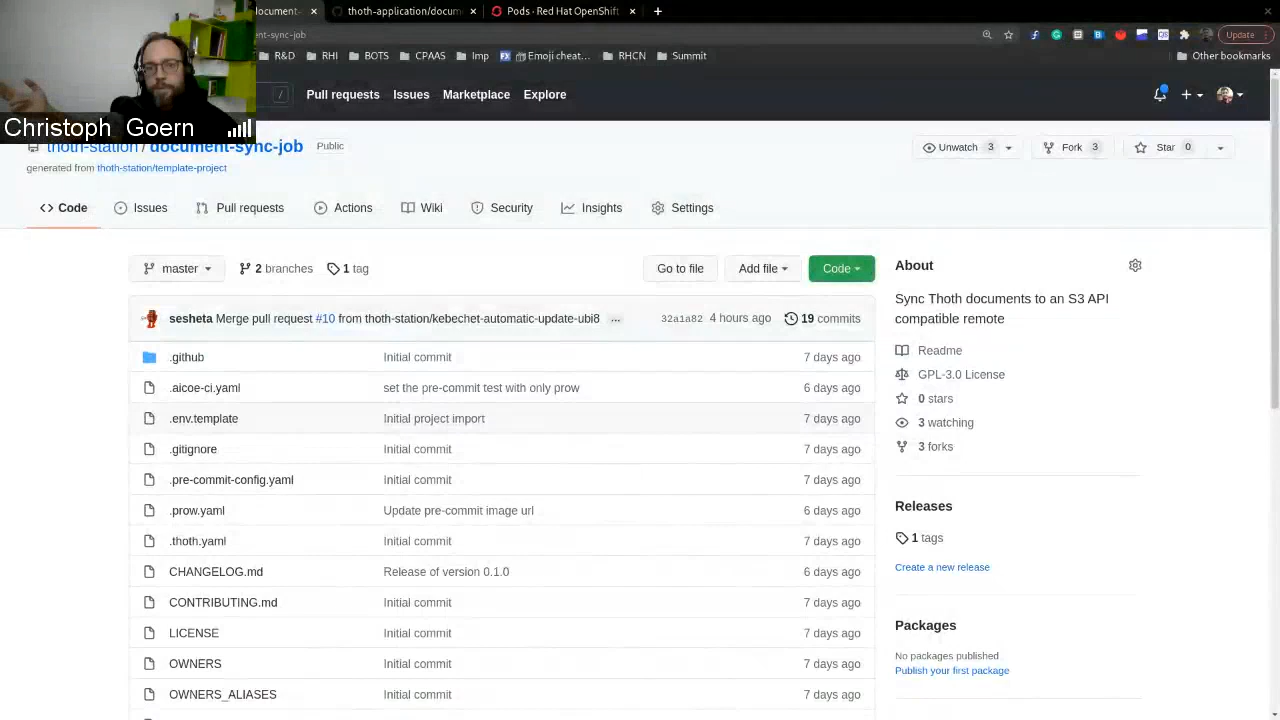 ocument-
thoth-application/docum
Pods · Red Hat OpenShift
ent-sync-job
Update
R&D
RHI
BOTS
CPAAS
Imp
Emoji cheat…
RHCN
Summit
Other bookmarks
/
Pull requests
Issues
Marketplace
Explore
Christoph Goern
thoth-station / document-sync-job
Public
Unwatch 3
Fork 3
Star 0
generated from thoth-station/template-project
Code
Issues
Pull requests
Actions
Wiki
Security
Insights
Settings
master
2 branches
1 tag
Go to file
Add file
Code
About
Sync Thoth documents to an S3 API
compatible remote
sesheta Merge pull request #10 from thoth-station/kebechet-automatic-update-ubi8 …
32a1a82 4 hours ago
19 commits
.github Initial commit 7 days ago
.aicoe-ci.yaml set the pre-commit test with only prow 6 days ago
.env.template Initial project import 7 days ago
.gitignore Initial commit 7 days ago
.pre-commit-config.yaml Initial commit 7 days ago
.prow.yaml Update pre-commit image url 6 days ago
.thoth.yaml Initial commit 7 days ago
CHANGELOG.md Release of version 0.1.0 6 days ago
CONTRIBUTING.md Initial commit 7 days ago
LICENSE Initial commit 7 days ago
OWNERS Initial commit 7 days ago
OWNERS_ALIASES Initial commit 7 days ago
Readme
GPL-3.0 License
0 stars
3 watching
3 forks
Releases
1 tags
Create a new release
Packages
No packages published
Publish your first package